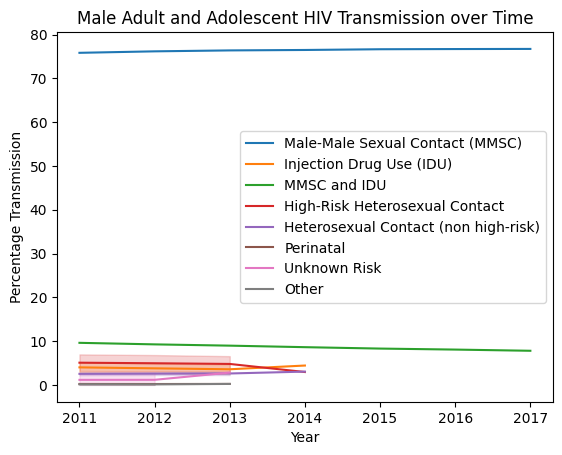 Male Adult and Adolescent HIV Transmission over Time
80
70
60
50
40
30
20
10
0
Percentage Transmission
Male-Male Sexual Contact (MMSC)
Injection Drug Use (IDU)
MMSC and IDU
High-Risk Heterosexual Contact
Heterosexual Contact (non high-risk)
Perinatal
Unknown Risk
Other
2011 2012 2013 2014 2015 2016 2017
Year